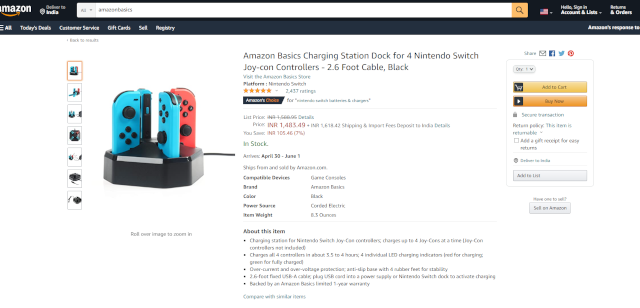 amazon
Deliver to
India
All
amazonbasics
Hello, Sign in
Account & Lists
Returns
& Orders
All Today's Deals Customer Service Gift Cards Sell Registry
Amazon's response to
‹ Back to results
Amazon Basics Charging Station Dock for 4 Nintendo Switch
Joy-con Controllers - 2.6 Foot Cable, Black
Visit the Amazon Basics Store
Platform : Nintendo Switch
ratings
Amazon's Choice for "nintendo switch batteries & chargers"
List Price: Details
Price: INR 1,483.49 + INR 1,618.42 Shipping & Import Fees Deposit to India Details
You Save: INR 105.46 (7%)
In Stock.
Arrives: April 30 - June 1
Ships from and sold by Amazon.com.
Compatible Devices Game Consoles
Brand Amazon Basics
Color Black
Power Source Corded Electric
Item Weight 8.3 Ounces
About this item
Charging station for Nintendo Switch Joy-Con controllers; charges up to 4 Joy-Cons at a time (Joy-Con
controllers not included)
Charges all 4 controllers in about 3.5 to 4 hours; 4 individual LED charging indicators (red for charging;
green for fully charged)
Over-current and over-voltage protection; anti-slip base with 4 rubber feet for stability
2.6-foot fixed USB-A cable; plug USB cord into a power supply or Nintendo Switch dock to activate charging
Backed by an Amazon Basics limited 1-year warranty
Compare with similar items
Roll over image to zoom in
Share
Qty: 1
Add to Cart
Buy Now
Secure transaction
Return policy: This item is
returnable
Add a gift receipt for easy
returns
Deliver to India
Add to List
Have one to sell?
Sell on Amazon